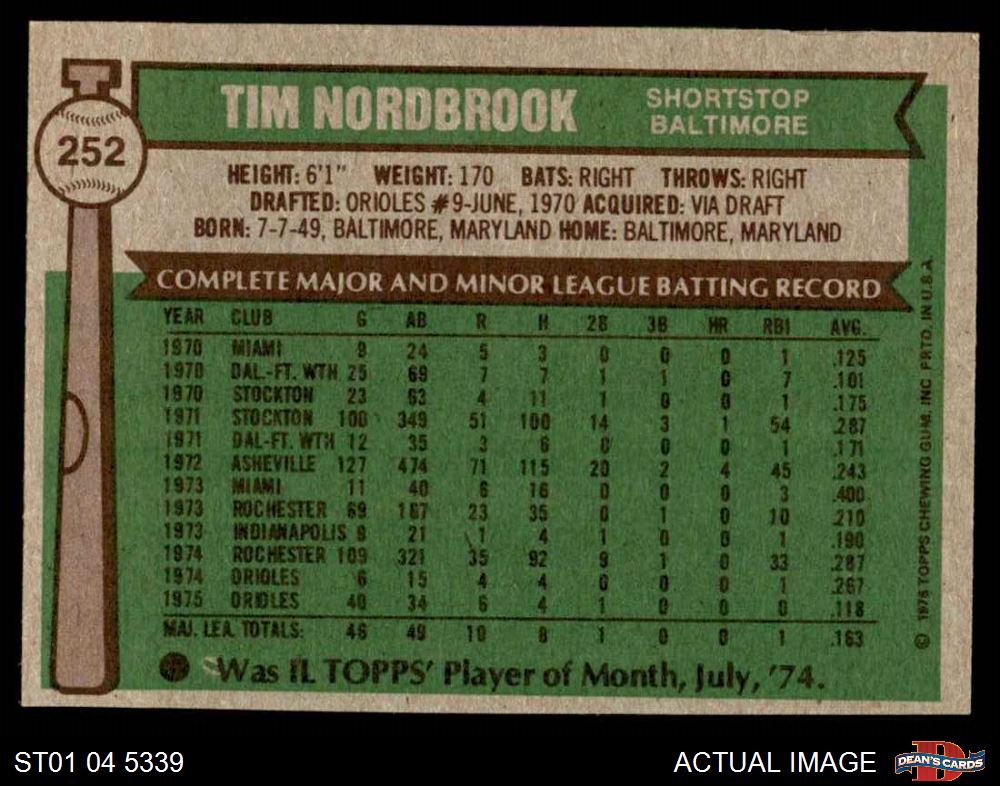 252
TIM NORDBROOK
SHORTSTOP
BALTIMORE
HEIGHT: 6'1" WEIGHT: 170 BATS: RIGHT THROWS: RIGHT
DRAFTED: ORIOLES #9-JUNE, 1970 ACQUIRED: VIA DRAFT
BORN: 7-7-49, BALTIMORE, MARYLAND HOME: BALTIMORE, MARYLAND
COMPLETE MAJOR AND MINOR LEAGUE BATTING RECORD
YEAR CLUB G AB R H 2B 3B HR RBI AVG.
1970 MIAMI 9 24 5 3 0 0 0 1 .125
1970 DAL.-FT. WTH 25 69 7 7 1 1 0 7 .101
1970 STOCKTON 23 63 4 11 1 0 0 1 .175
1971 STOCKTON 100 349 51 100 14 3 1 54 .287
1971 DAL-FT. WTH 12 35 3 6 0 0 0 1 .171
1972 ASHEVILLE 127 474 71 115 20 2 4 45 .243
1973 MIAMI 11 40 6 16 0 0 0 3 .400
1973 ROCHESTER 69 167 23 35 0 1 0 10 .210
1973 INDIANAPOLIS 9 21 1 4 1 0 0 1 .190
1974 ROCHESTER 109 321 35 92 9 1 0 33 .287
1974 ORIOLES 6 15 4 4 0 0 0 1 .267
1975 ORIOLES 40 34 6 4 1 0 0 0 .118
MAJ. LEA. TOTALS: 46 49 10 8 1 0 0 1 .163
Was IL TOPPS' Player of Month, July, '74.
© 1976 TOPPS CHEWING GUM, INC. PRTD. IN U.S.A.
ST01 04 5339
ACTUAL IMAGE
DEAN'S CARDS